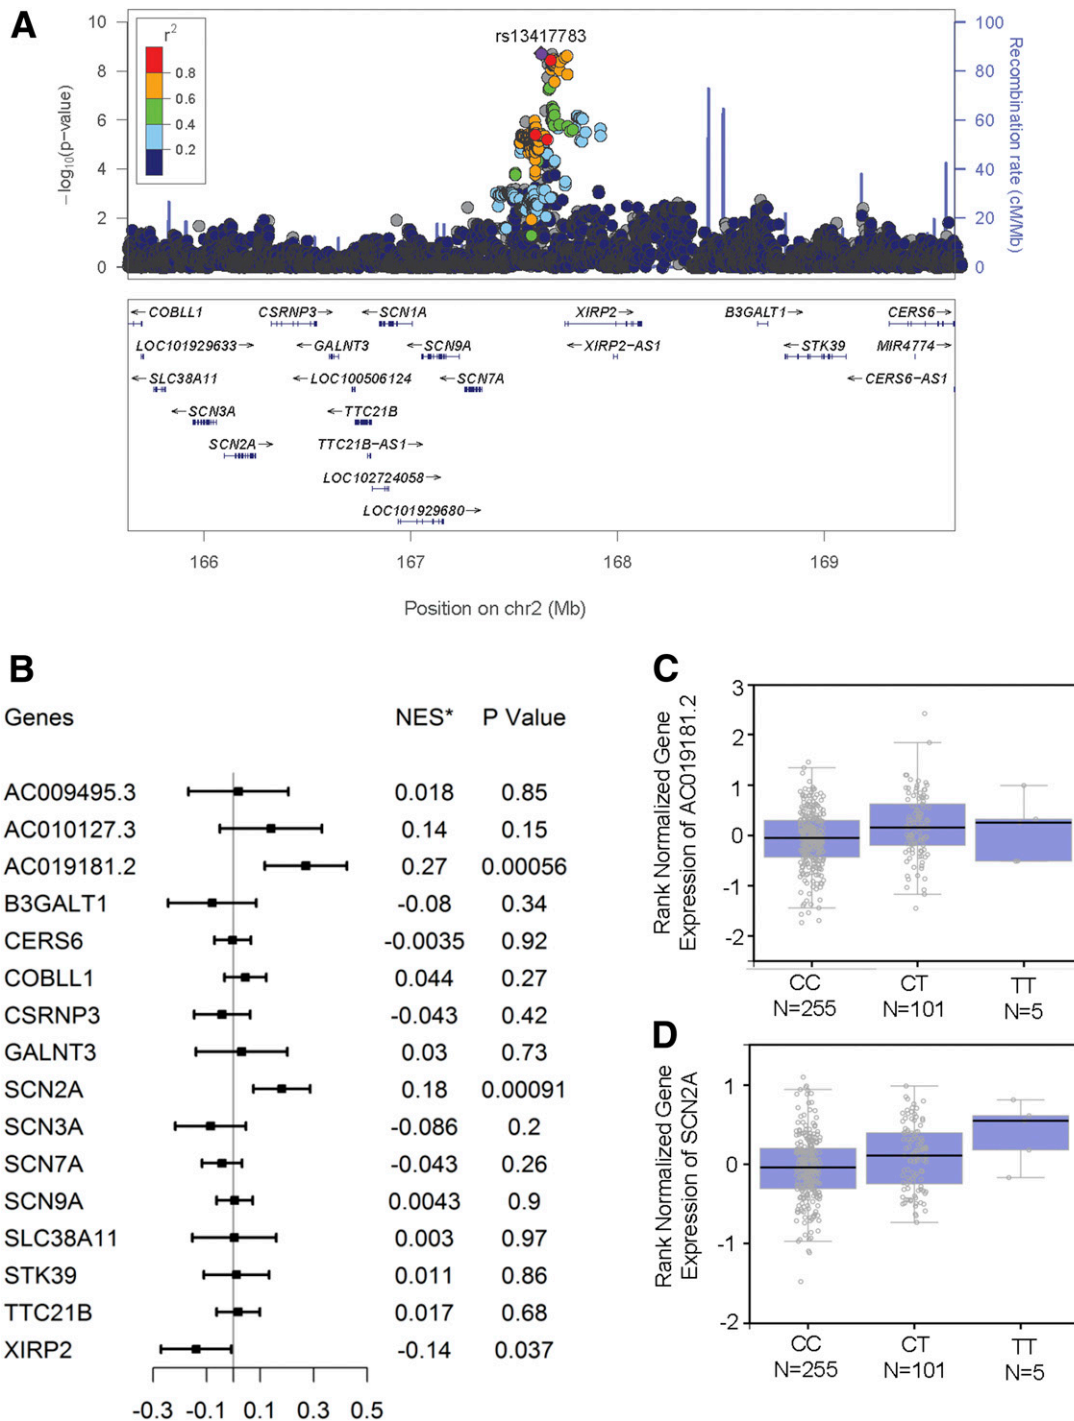 A
rs13417783
r²
0.8
0.6
0.4
0.2
10
8
6
4
2
0
−log10(p−value)
100
80
60
40
20
0
Recombination rate (cM/Mb)
←COBLL1
CSRNP3→
←SCN1A
XIRP2→
B3GALT1→
CERS6→
LOC101929633→
←GALNT3
←SCN9A
←XIRP2−AS1
←STK39
MIR4774→
←SLC38A11
←LOC100506124
←SCN7A
←CERS6−AS1
←SCN3A
←TTC21B
SCN2A→
TTC21B−AS1→
LOC102724058→
LOC101929680→
166 167 168 169
Position on chr2 (Mb)
B
Genes NES* P Value
AC009495.3 0.018 0.85
AC010127.3 0.14 0.15
AC019181.2 0.27 0.00056
B3GALT1 -0.08 0.34
CERS6 -0.0035 0.92
COBLL1 0.044 0.27
CSRNP3 -0.043 0.42
GALNT3 0.03 0.73
SCN2A 0.18 0.00091
SCN3A -0.086 0.2
SCN7A -0.043 0.26
SCN9A 0.0043 0.9
SLC38A11 0.003 0.97
STK39 0.011 0.86
TTC21B 0.017 0.68
XIRP2 -0.14 0.037
-0.3 -0.1 0.1 0.3 0.5
C
Rank Normalized Gene
Expression of AC019181.2
3
2
1
0
-1
-2
CC CT TT
N=255 N=101 N=5
D
Rank Normalized Gene
Expression of SCN2A
1
0
-1
-2
CC CT TT
N=255 N=101 N=5